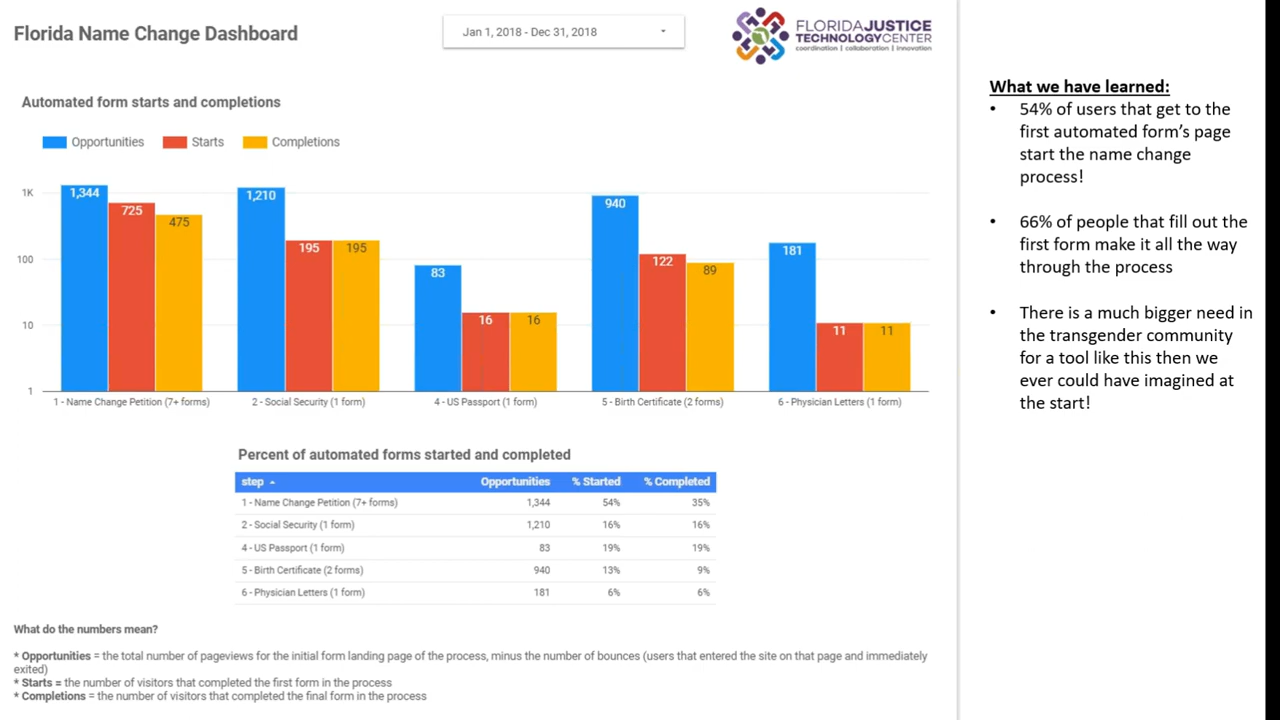 Florida Name Change Dashboard
Jan 1, 2018 - Dec 31, 2018
FLORIDAJUSTICE
TECHNOLOGYCENTER
coordination | collaboration | innovation
Automated form starts and completions
Opportunities Starts Completions
1K
100
10
1
1,344 725 475
1,210 195 195
83 16 16
940 122 89
181 11 11
1 - Name Change Petition (7+ forms) 2 - Social Security (1 form) 4 - US Passport (1 form) 5 - Birth Certificate (2 forms) 6 - Physician Letters (1 form)
Percent of automated forms started and completed
step Opportunities % Started % Completed
1 - Name Change Petition (7+ forms) 1,344 54% 35%
2 - Social Security (1 form) 1,210 16% 16%
4 - US Passport (1 form) 83 19% 19%
5 - Birth Certificate (2 forms) 940 13% 9%
6 - Physician Letters (1 form) 181 6% 6%
What do the numbers mean?
* Opportunities = the total number of pageviews for the initial form landing page of the process, minus the number of bounces (users that entered the site on that page and immediately
exited)
* Starts = the number of visitors that completed the first form in the process
* Completions = the number of visitors that completed the final form in the process
What we have learned:
• 54% of users that get to the
first automated form's page
start the name change
process!
• 66% of people that fill out the
first form make it all the way
through the process
• There is a much bigger need in
the transgender community
for a tool like this then we
ever could have imagined at
the start!